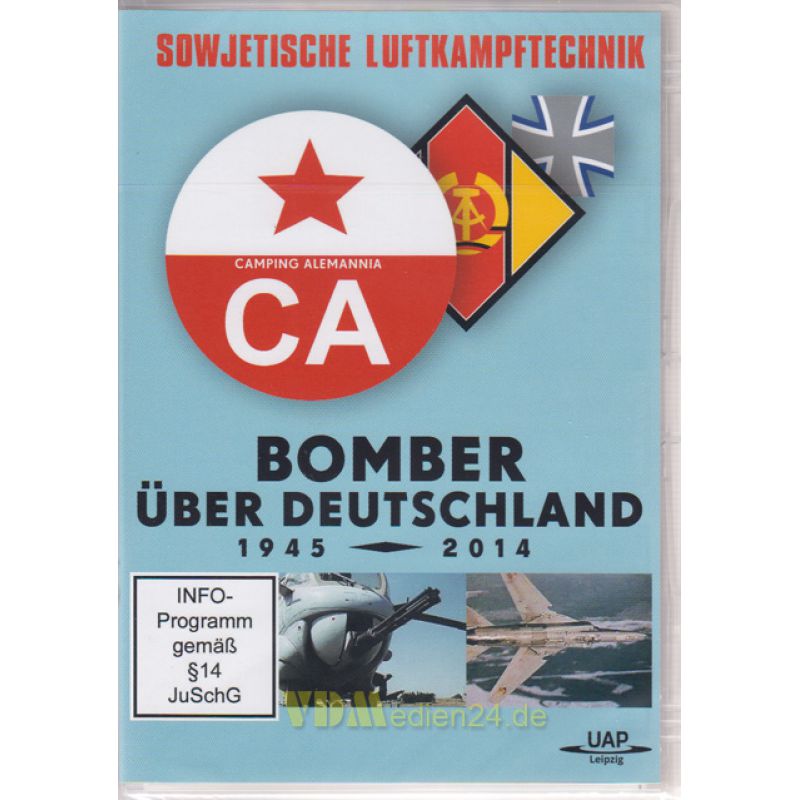 SOWJETISCHE LUFTKAMPFTECHNIK
CAMPING ALEMANNIA
CA
BOMBER
ÜBER DEUTSCHLAND
1945 2014
INFO-
Programm
gemäß
§14
JuSchG
VDMedien24.de
UAP
Leipzig